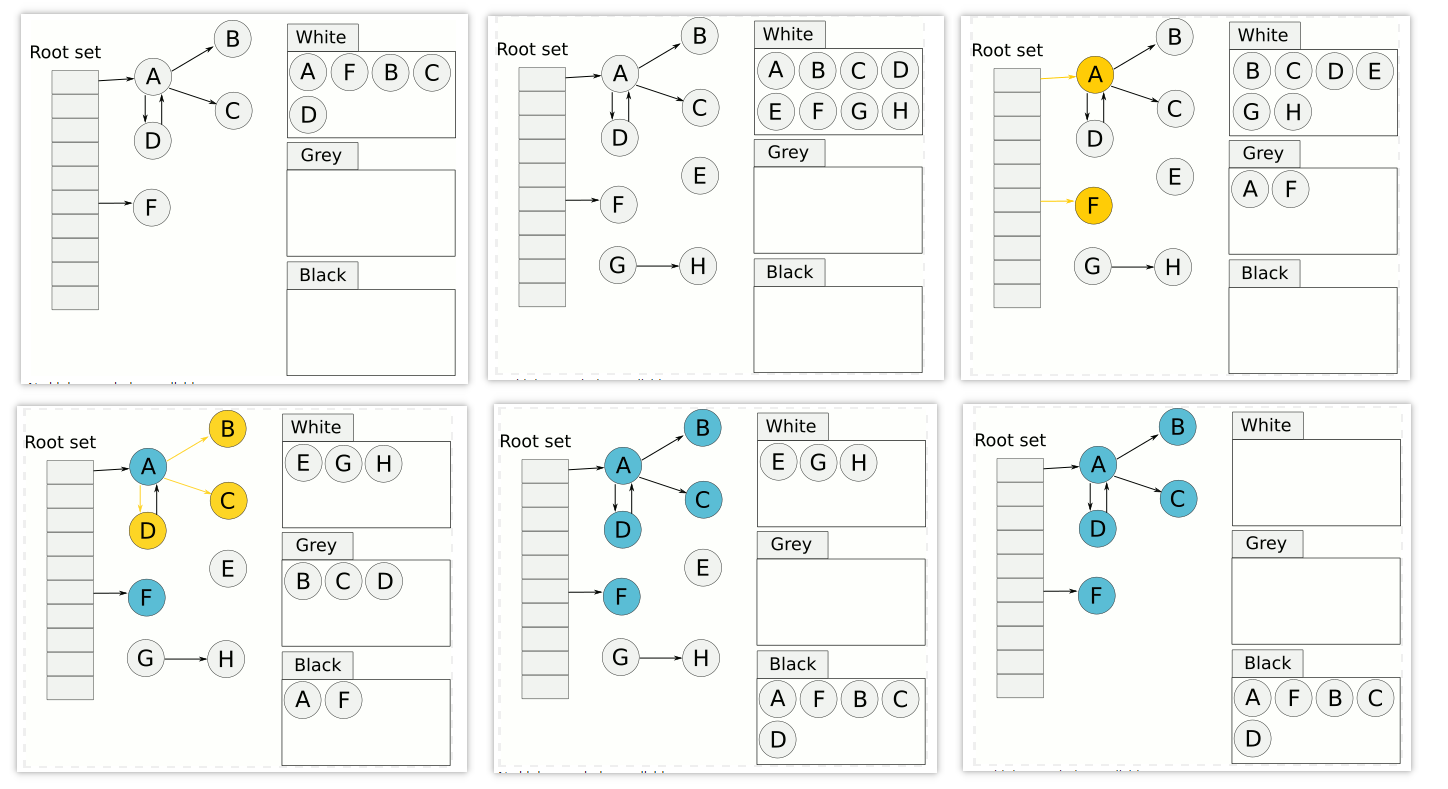 Root set
A
B
C
D
F
White
A F B C
D
Grey
Black
Root set
A
B
C
D
E
F
G
H
White
A B C D
E F G H
Grey
Black
Root set
A
B
C
D
E
F
G
H
White
B C D E
G H
Grey
A F
Black
Root set
A
B
C
D
E
F
G
H
White
E G H
Grey
B C D
Black
A F
Root set
A
B
C
D
E
F
G
H
White
E G H
Grey
Black
A F B C
D
Root set
A
B
C
D
F
White
Grey
Black
A F B C
D